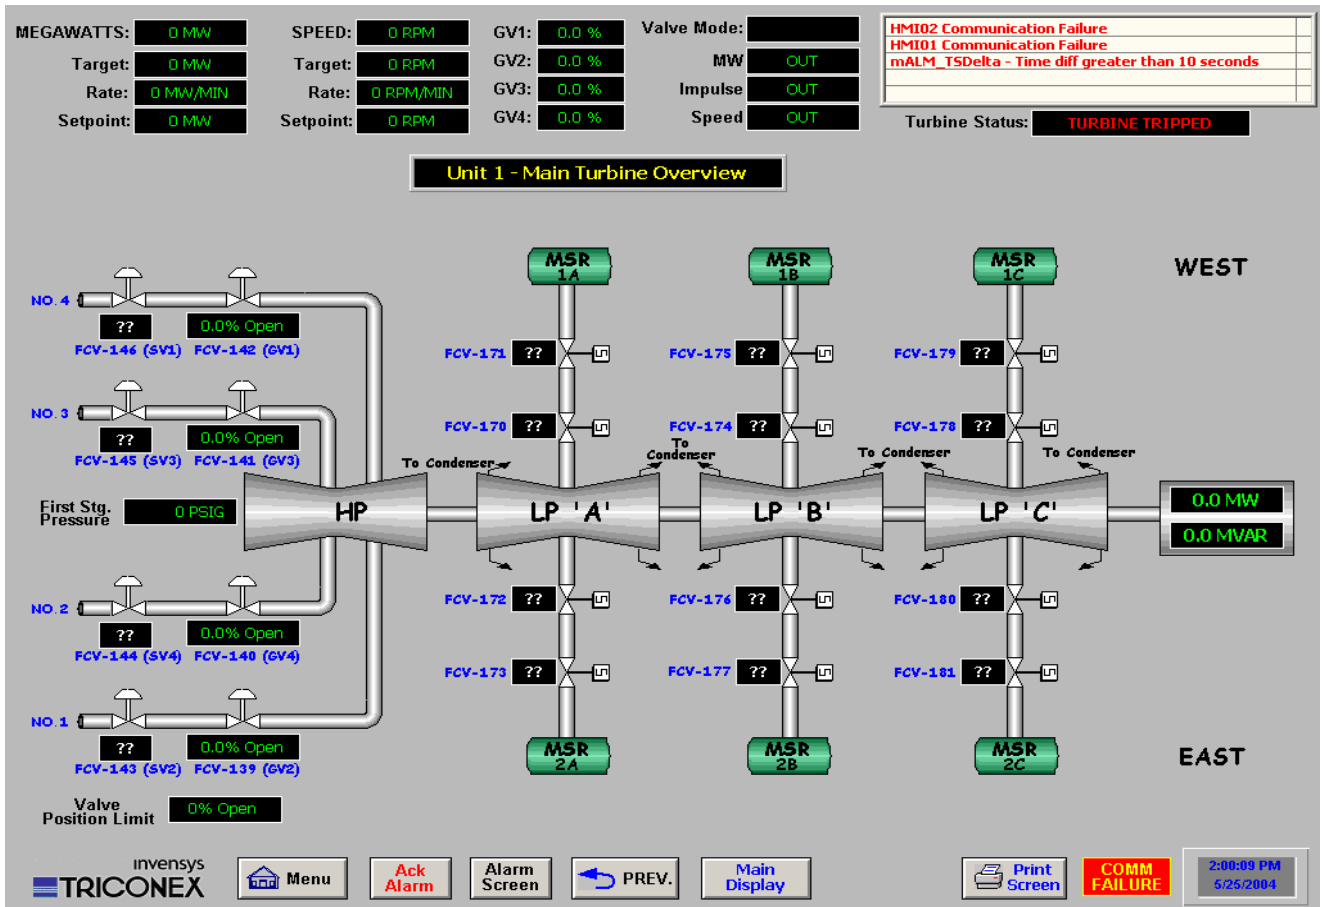 MEGAWATTS: 0 MW
Target: 0 MW
Rate: 0 MW/MIN
Setpoint: 0 MW
SPEED: 0 RPM
Target: 0 RPM
Rate: 0 RPM/MIN
Setpoint: 0 RPM
GV1: 0.0 %
GV2: 0.0 %
GV3: 0.0 %
GV4: 0.0 %
Valve Mode:
MW OUT
Impulse OUT
Speed OUT
HMI02 Communication Failure
HMI01 Communication Failure
mALM_TSDelta - Time diff greater than 10 seconds
Turbine Status: TURBINE TRIPPED
Unit 1 - Main Turbine Overview
MSR
1A
MSR
1B
MSR
1C
WEST
NO. 4
?? 0.0% Open
FCV-146 (SV1) FCV-142 (GV1)
FCV-171 ??
FCV-175 ??
FCV-179 ??
NO. 3
?? 0.0% Open
FCV-145 (SV3) FCV-141 (GV3)
FCV-170 ??
FCV-174 ??
FCV-178 ??
To Condenser
To
Condenser
To Condenser
To Condenser
First Stg.
Pressure
0 PSIG
HP
LP 'A'
LP 'B'
LP 'C'
0.0 MW
0.0 MVAR
NO. 2
?? 0.0% Open
FCV-144 (SV4) FCV-140 (GV4)
FCV-172 ??
FCV-176 ??
FCV-180 ??
FCV-173 ??
FCV-177 ??
FCV-181 ??
NO. 1
?? 0.0% Open
FCV-143 (SV2) FCV-139 (GV2)
MSR
2A
MSR
2B
MSR
2C
EAST
Valve
Position Limit
0% Open
invensys
TRICONEX
Menu
Ack
Alarm
Alarm
Screen
PREV.
Main
Display
Print
Screen
COMM
FAILURE
2:00:09 PM
5/25/2004